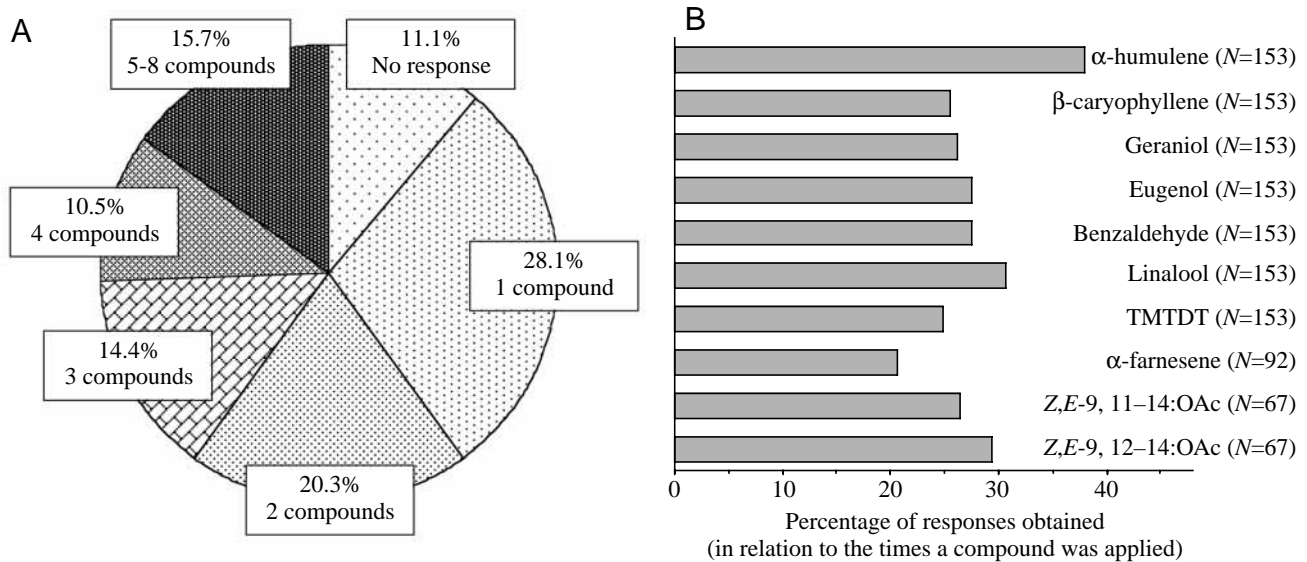 A
15.7%
5-8 compounds
11.1%
No response
10.5%
4 compounds
28.1%
1 compound
14.4%
3 compounds
20.3%
2 compounds
B
α-humulene (N=153)
β-caryophyllene (N=153)
Geraniol (N=153)
Eugenol (N=153)
Benzaldehyde (N=153)
Linalool (N=153)
TMTDT (N=153)
α-farnesene (N=92)
Z,E-9, 11–14:OAc (N=67)
Z,E-9, 12–14:OAc (N=67)
0 10 20 30 40
Percentage of responses obtained
(in relation to the times a compound was applied)